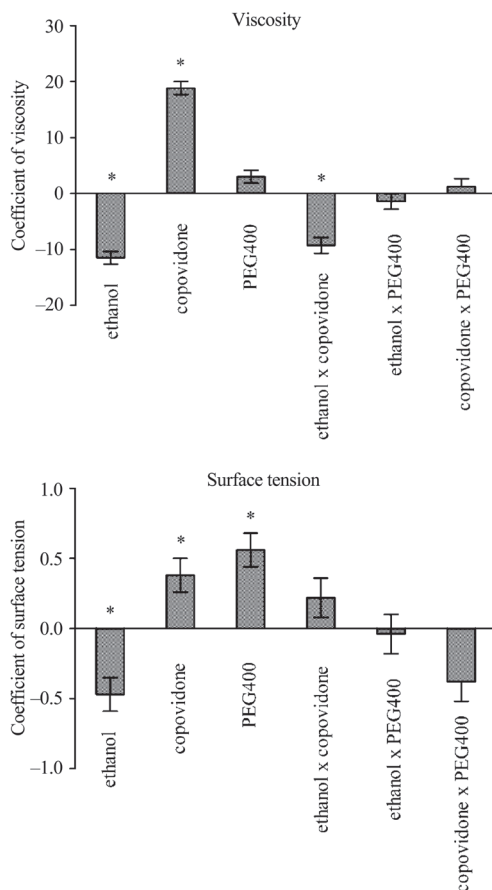 Viscosity
Coefficient of viscosity
30
20
10
0
−10
−20
*
*
*
ethanol
copovidone
PEG400
ethanol x copovidone
ethanol x PEG400
copovidone x PEG400
Surface tension
Coefficient of surface tension
1.0
0.5
0.0
−0.5
−1.0
*
*
*
ethanol
copovidone
PEG400
ethanol x copovidone
ethanol x PEG400
copovidone x PEG400